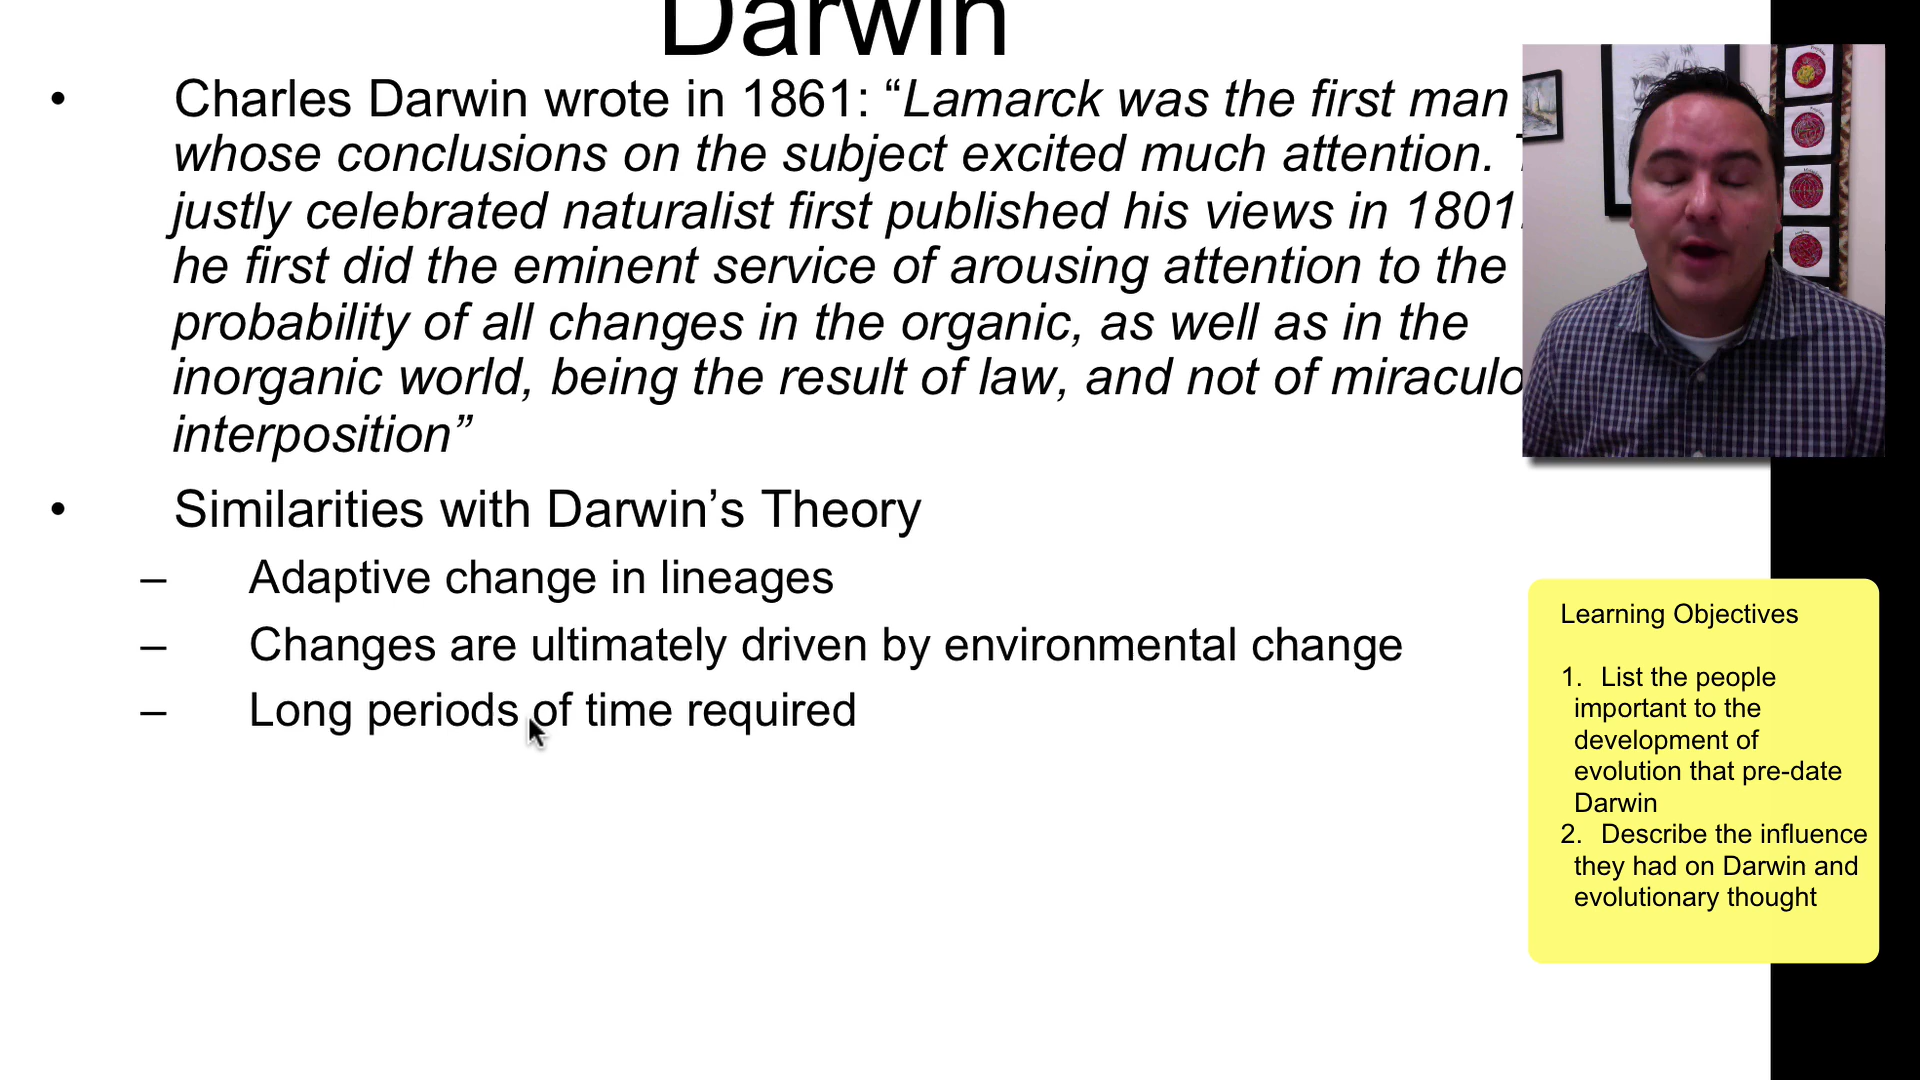 Darwin
• Charles Darwin wrote in 1861: “Lamarck was the first man
whose conclusions on the subject excited much attention.
justly celebrated naturalist first published his views in 1801.
he first did the eminent service of arousing attention to the
probability of all changes in the organic, as well as in the
inorganic world, being the result of law, and not of miraculo
interposition”
• Similarities with Darwin’s Theory
– Adaptive change in lineages
– Changes are ultimately driven by environmental change
– Long periods of time required
Learning Objectives
1. List the people
important to the
development of
evolution that pre-date
Darwin
2. Describe the influence
they had on Darwin and
evolutionary thought